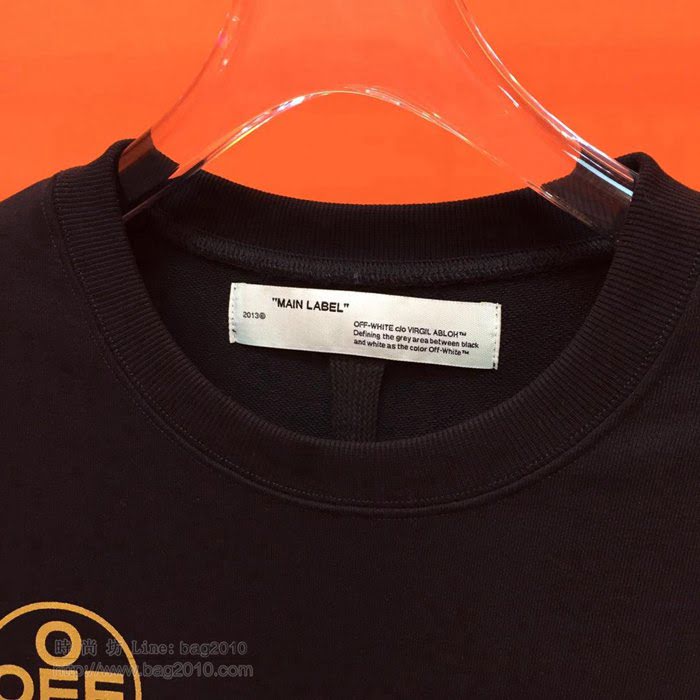 "MAIN LABEL"
2013®
OFF-WHITE c/o VIRGIL ABLOH™
Defining the grey area between black
and white as the color Off-White™
O
OFF
時尚坊 Line: bag2010
http://www.bag2010.com